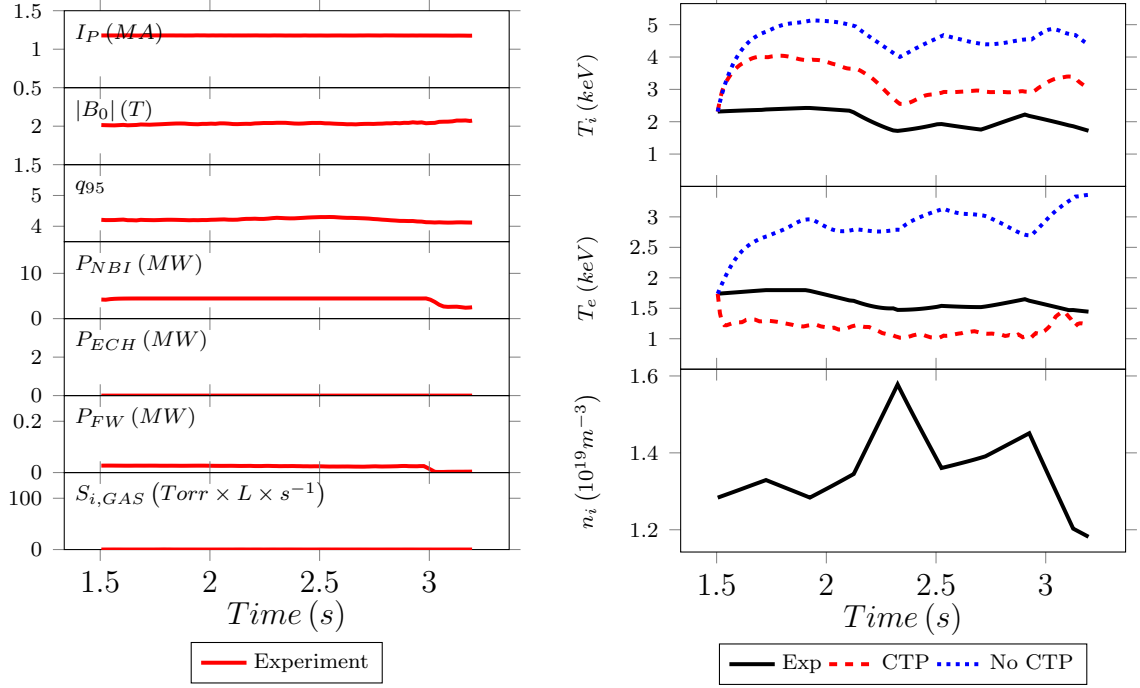 1.5
1
0.5
I_P (MA)
2
1.5
|B_0| (T)
5
4
q_95
10
0
P_NBI (MW)
2
0
P_ECH (MW)
0.2
0
P_FW (MW)
100
0
S_i,GAS (Torr × L × s^−1)
1.5 2 2.5 3
Time (s)
Experiment
5
4
3
2
1
T_i (keV)
3
2.5
2
1.5
1
T_e (keV)
1.6
1.4
1.2
n_i (10^19 m^−3)
1.5 2 2.5 3
Time (s)
Exp CTP No CTP